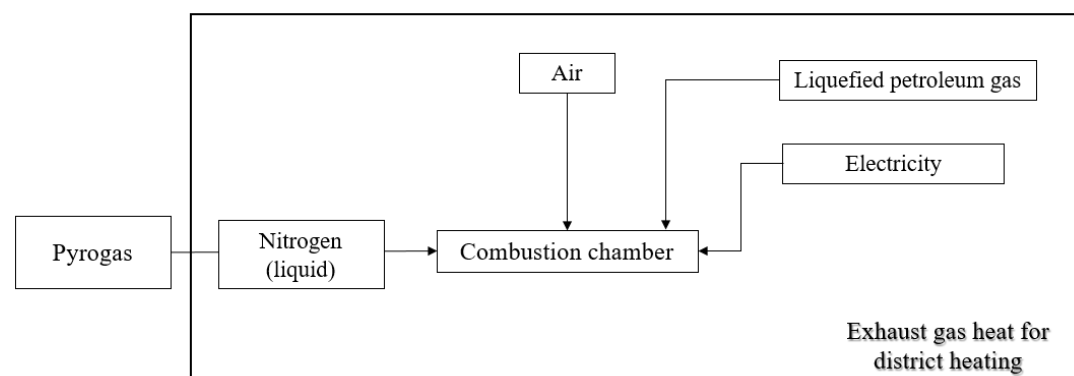 Air
Liquefied petroleum gas
Electricity
Pyrogas
Nitrogen
(liquid)
Combustion chamber
Exhaust gas heat for
district heating